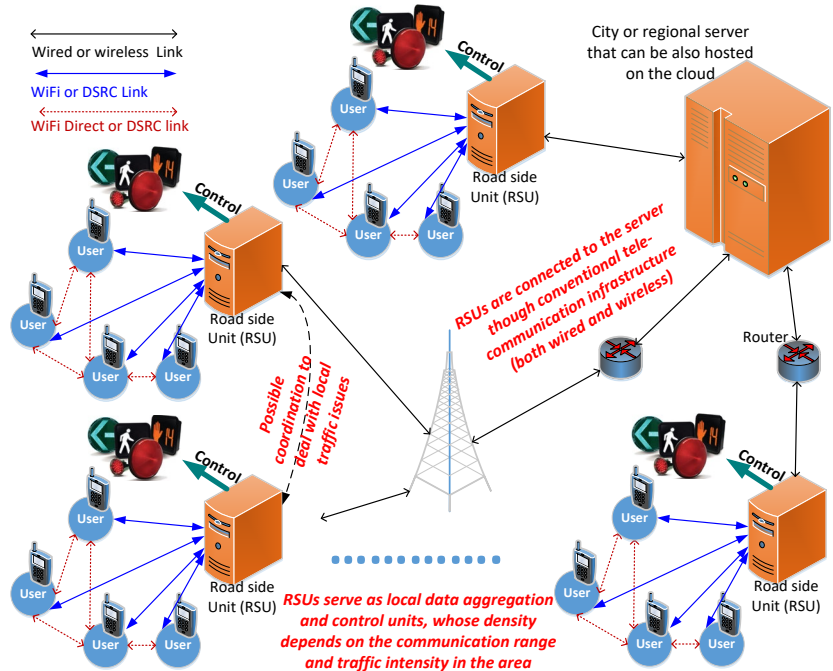 Wired or wireless Link
WiFi or DSRC Link
WiFi Direct or DSRC link
14
Control
User
User
User
User
Road side
Unit (RSU)
City or regional server
that can be also hosted
on the cloud
14
Control
User
User
User
User
Road side
Unit (RSU)
RSUs are connected to the server
though conventional tele-
communication infrastructure
(both wired and wireless)
Router
Possible
coordination to
deal with local
traffic issues
14
Control
User
User
User
User
Road side
Unit (RSU)
14
Control
User
User
User
User
Road side
Unit (RSU)
RSUs serve as local data aggregation
and control units, whose density
depends on the communication range
and traffic intensity in the area